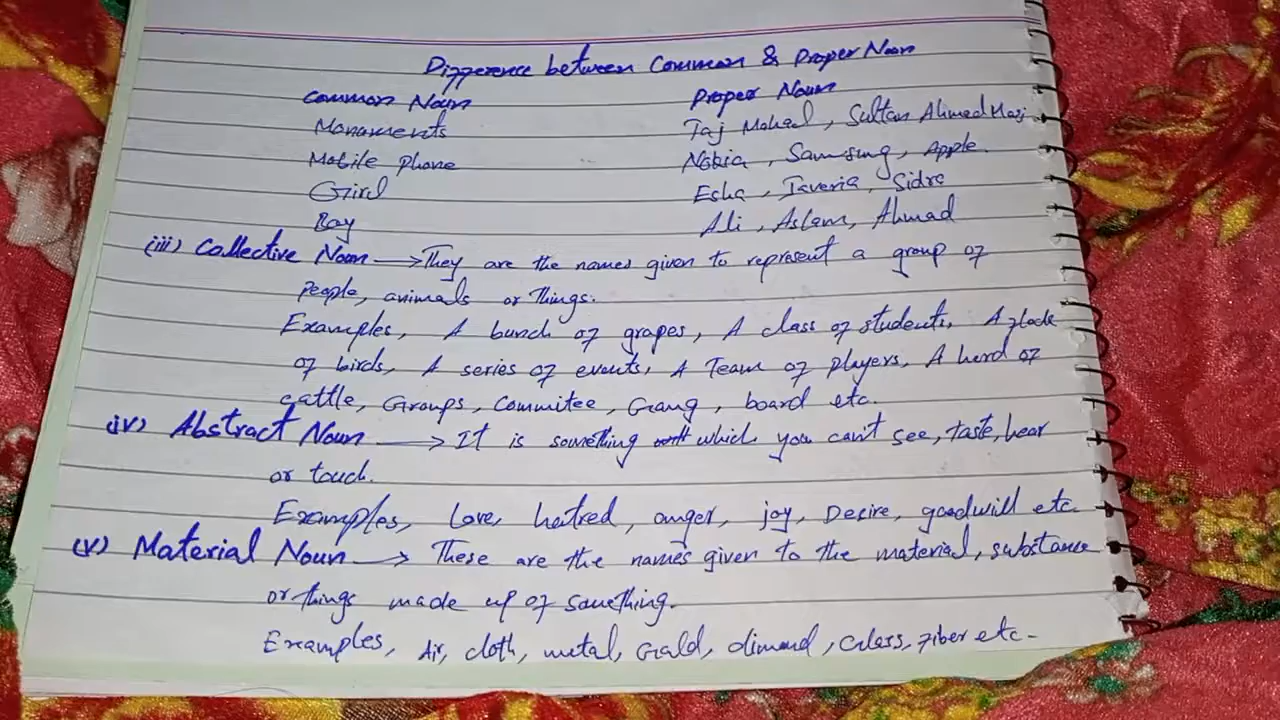 Difference between Common & Proper Noun
Common Noun Proper Noun
Monuments Taj Mahal, Sultan Ahmed Masj
Mobile phone Nokia, Samsung, Apple.
Girl Esha, Javeria, Sidra
Boy Ali, Aslam, Ahmad
(iii) Collective Noun → They are the names given to represent a group of
People, animals or things.
Examples, A bunch of grapes, A class of students, A flock
of birds, A series of events, A Team of players, A herd of
cattle, Groups, Commitee, Gang, board etc.
(iv) Abstract Noun → It is something which you can't see, taste, hear
or touch.
Examples, Love, hatred, anger, joy, Desire, goodwill etc.
(v) Material Noun → These are the names given to the material, substance
or things made up of something.
Examples, Air, cloth, metal, Gold, dimond, Glass, Fiber etc-